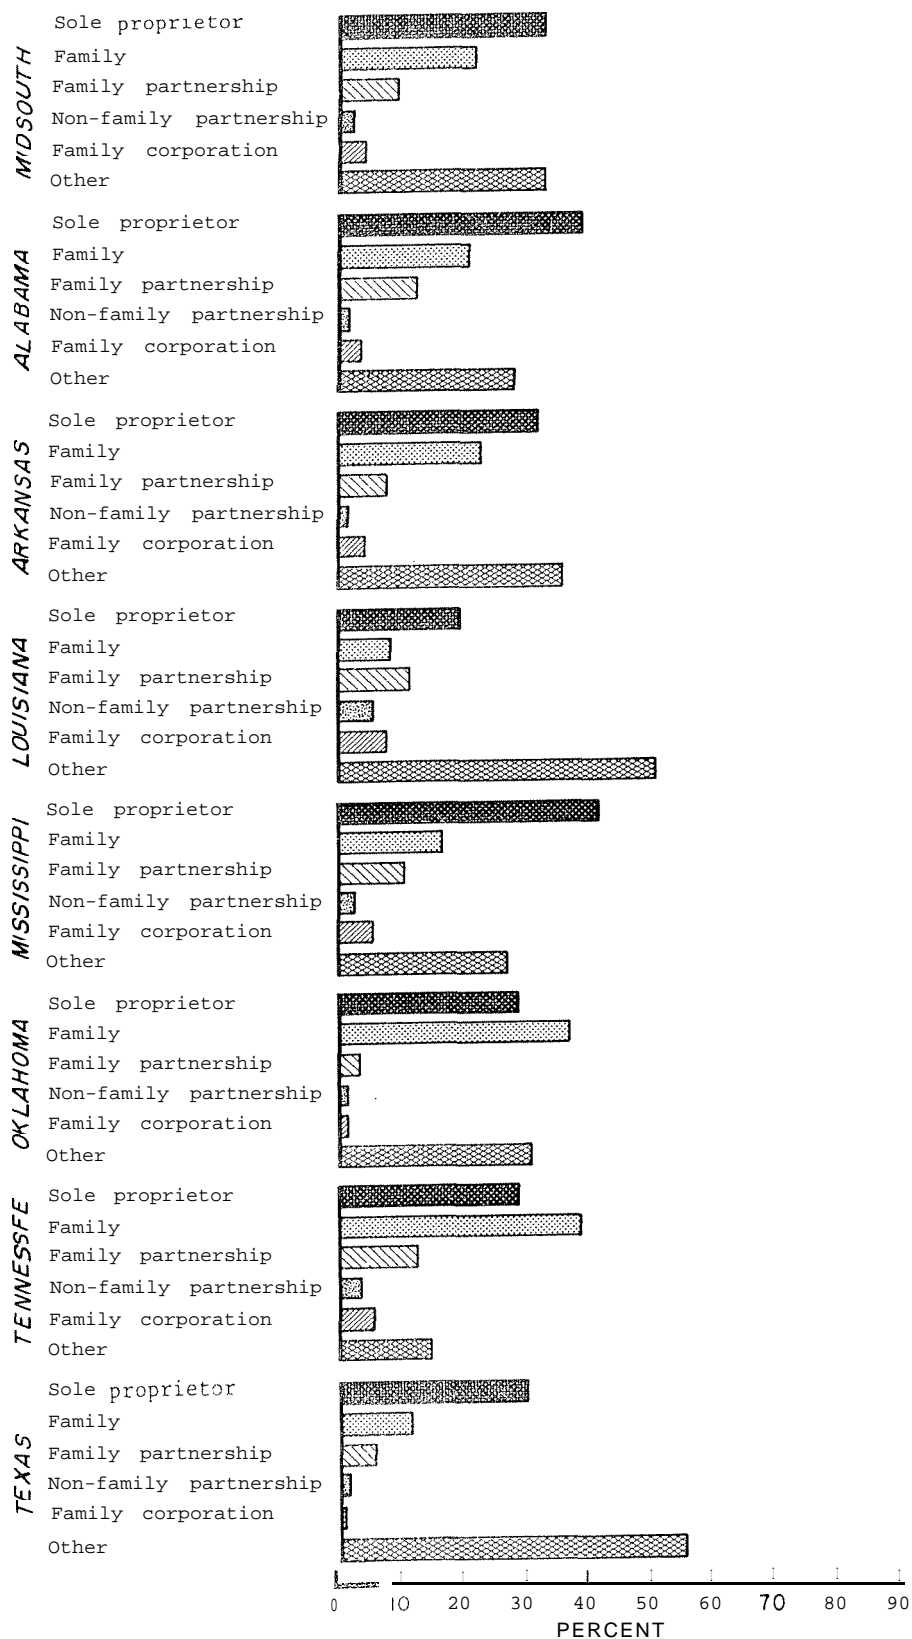 MIDSOUTH
Sole proprietor
Family
Family partnership
Non-family partnership
Family corporation
Other
ALABAMA
Sole proprietor
Family
Family partnership
Non-family partnership
Family corporation
Other
ARKANSAS
Sole proprietor
Family
Family partnership
Non-family partnership
Family corporation
Other
LOUISIANA
Sole proprietor
Family
Family partnership
Non-family partnership
Family corporation
Other
MISSISSIPPI
Sole proprietor
Family
Family partnership
Non-family partnership
Family corporation
Other
OKLAHOMA
Sole proprietor
Family
Family partnership
Non-family partnership
Family corporation
Other
TENNESSFE
Sole proprietor
Family
Family partnership
Non-family partnership
Family corporation
Other
TEXAS
Sole proprietor
Family
Family partnership
Non-family partnership
Family corporation
Other
0 10 20 30 40 50 60 70 80 90
PERCENT